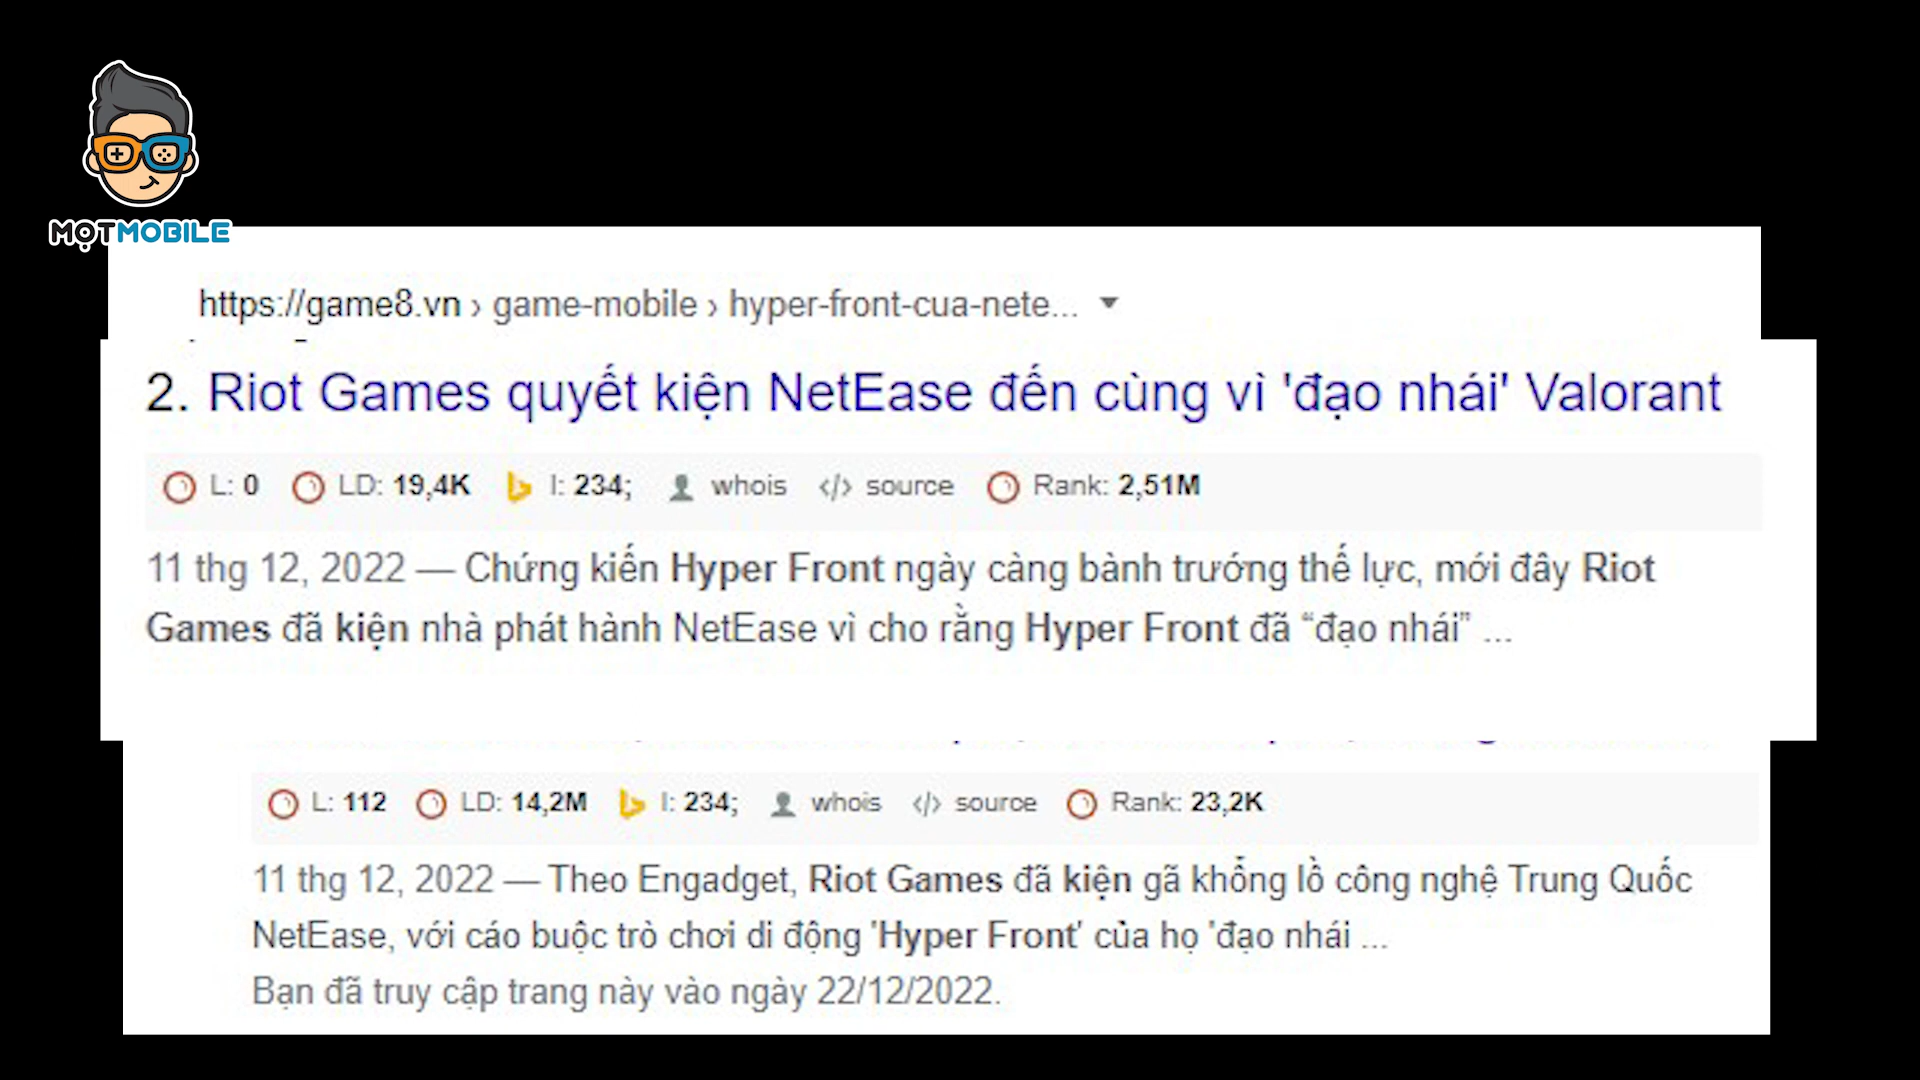 MỌTMOBILE
https://game8.vn › game-mobile › hyper-front-cua-nete...
2. Riot Games quyết kiện NetEase đến cùng vì 'đạo nhái' Valorant
L: 0 LD: 19,4K I: 234; whois </> source Rank: 2,51M
11 thg 12, 2022 — Chứng kiến Hyper Front ngày càng bành trướng thế lực, mới đây Riot
Games đã kiện nhà phát hành NetEase vì cho rằng Hyper Front đã “đạo nhái” ...
L: 112 LD: 14,2M I: 234; whois </> source Rank: 23,2K
11 thg 12, 2022 — Theo Engadget, Riot Games đã kiện gã khổng lồ công nghệ Trung Quốc
NetEase, với cáo buộc trò chơi di động 'Hyper Front' của họ 'đạo nhái ...
Bạn đã truy cập trang này vào ngày 22/12/2022.